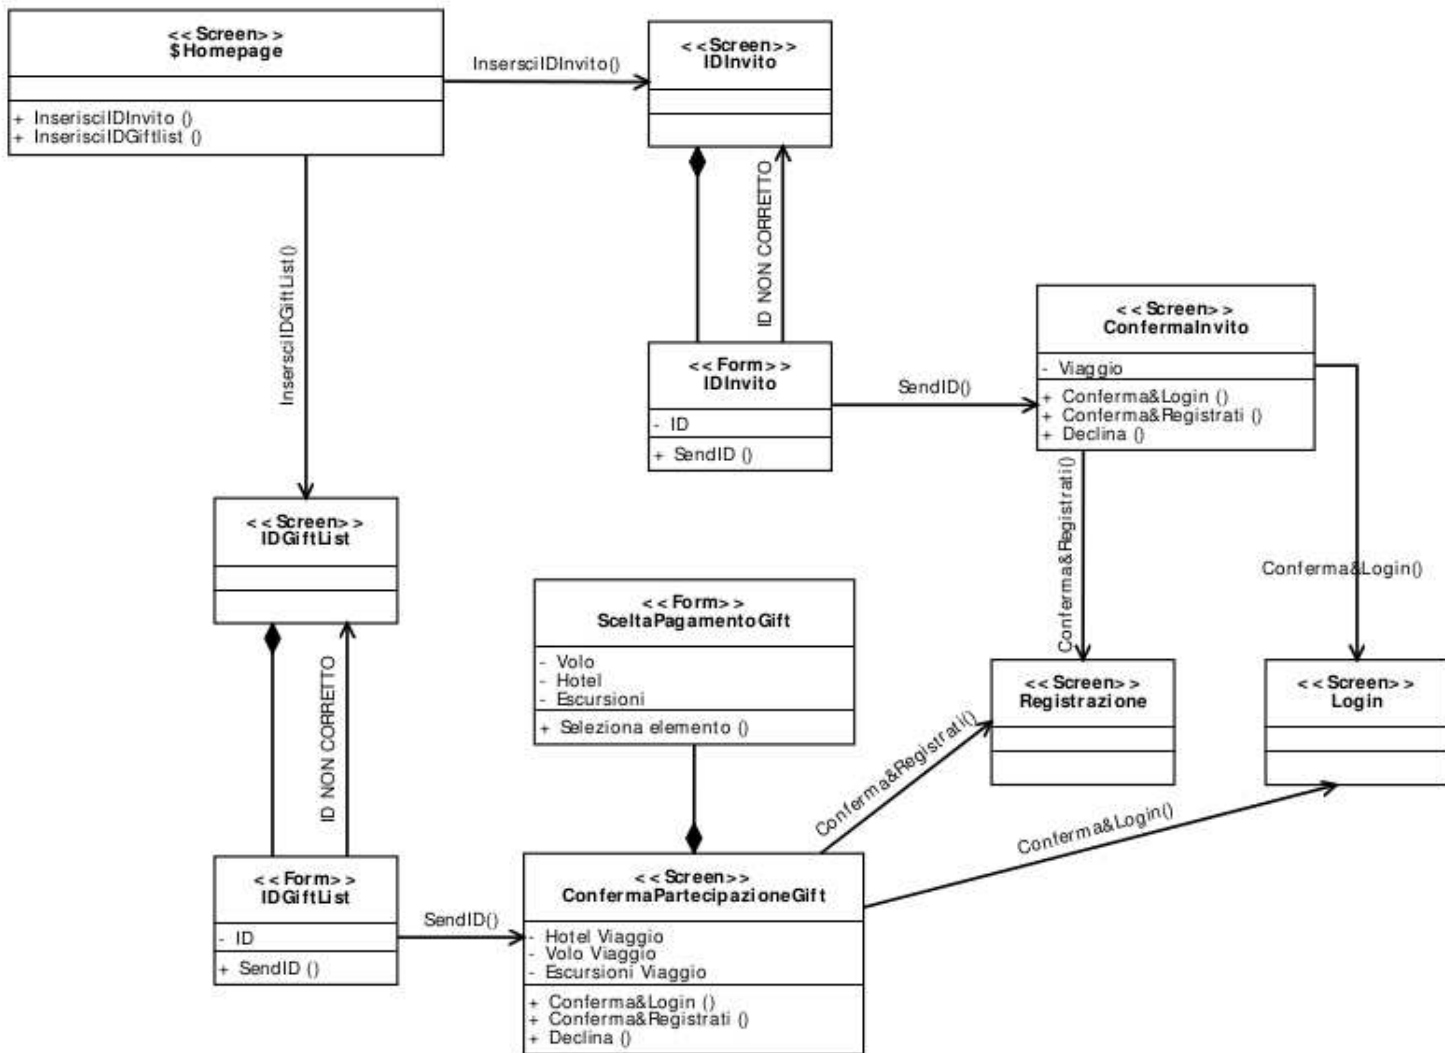 <<Screen>>
$Homepage
+ InserisciIDInvito ()
+ InserisciIDGiftlist ()
InsersciIDInvito()
<<Screen>>
IDInvito
InsersciIDGiftList()
ID NON CORRETTO
<<Form>>
IDInvito
- ID
+ SendID ()
SendID()
<<Screen>>
ConfermaInvito
- Viaggio
+ Conferma&Login ()
+ Conferma&Registrati ()
+ Declina ()
Conferma&Registrati()
Conferma&Login()
<<Screen>>
IDGiftList
ID NON CORRETTO
<<Form>>
SceltaPagamentoGift
- Volo
- Hotel
- Escursioni
+ Seleziona elemento ()
<<Screen>>
Registrazione
<<Screen>>
Login
Conferma&Registrati()
Conferma&Login()
<<Form>>
IDGiftList
- ID
+ SendID ()
SendID()
<<Screen>>
ConfermaPartecipazioneGift
- Hotel Viaggio
- Volo Viaggio
- Escursioni Viaggio
+ Conferma&Login ()
+ Conferma&Registrati ()
+ Declina ()